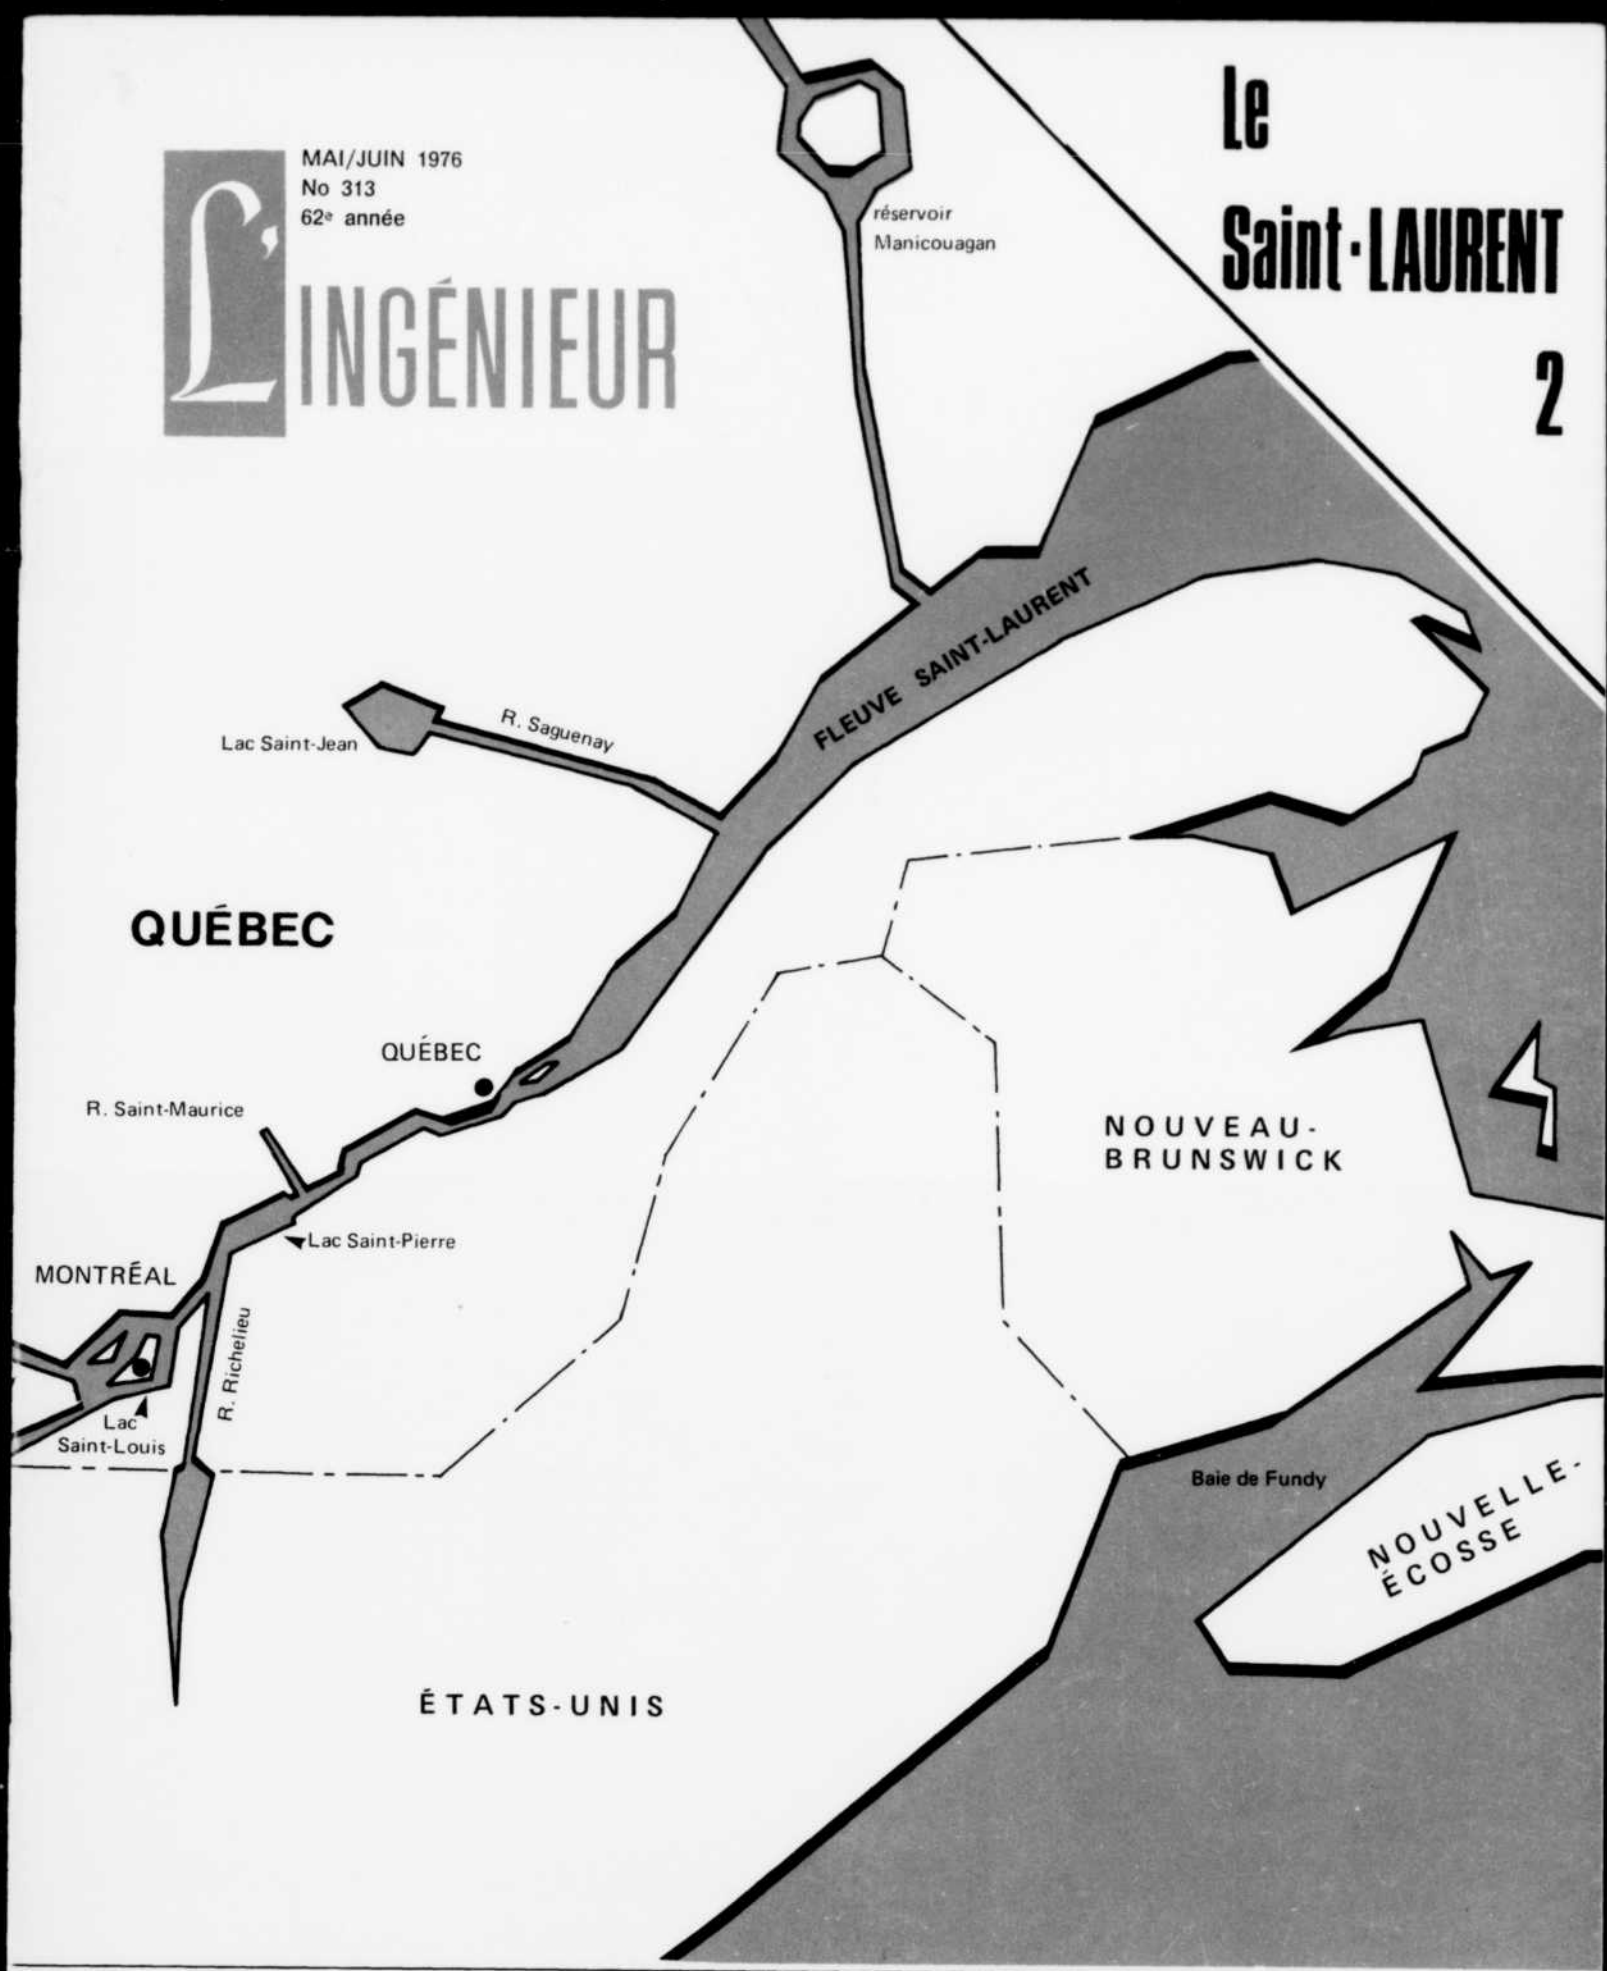 MAI/JUIN 1976
No 313
62e année
L'INGÉNIEUR
Le
Saint·LAURENT
2
réservoir
Manicouagan
FLEUVE SAINT-LAURENT
R. Saguenay
Lac Saint-Jean
QUÉBEC
QUÉBEC
R. Saint-Maurice
Lac Saint-Pierre
MONTRÉAL
R. Richelieu
Lac
Saint-Louis
NOUVEAU-
BRUNSWICK
Baie de Fundy
NOUVELLE-
ÉCOSSE
ÉTATS-UNIS